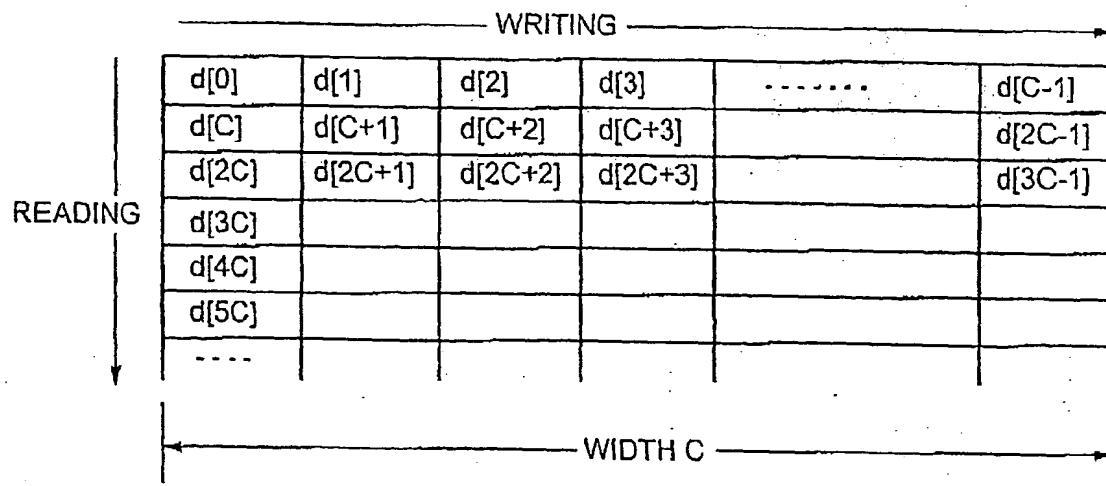 WRITING
d[0] d[1] d[2] d[3] ------- d[C-1]
d[C] d[C+1] d[C+2] d[C+3] d[2C-1]
d[2C] d[2C+1] d[2C+2] d[2C+3] d[3C-1]
READING
d[3C]
d[4C]
d[5C]
----
WIDTH C